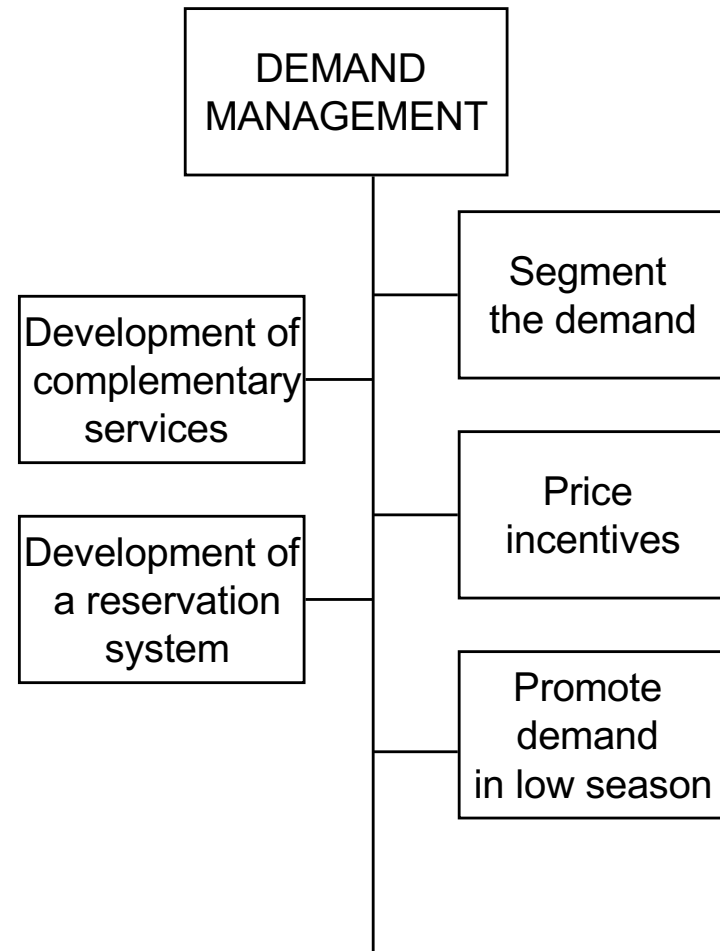 DEMAND
MANAGEMENT
Segment
the demand
Development of
complementary
services
Price
incentives
Development of
a reservation
system
Promote
demand
in low season